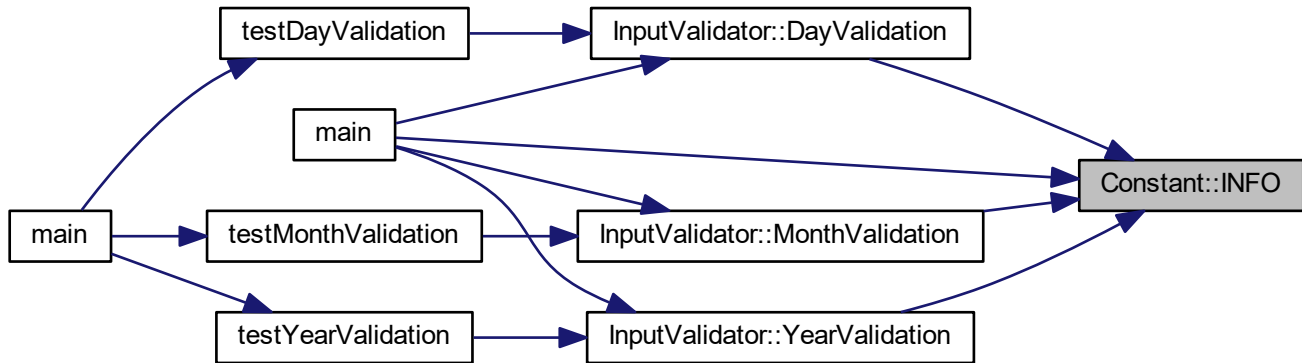 testDayValidation
InputValidator::DayValidation
main
Constant::INFO
main
testMonthValidation
InputValidator::MonthValidation
testYearValidation
InputValidator::YearValidation